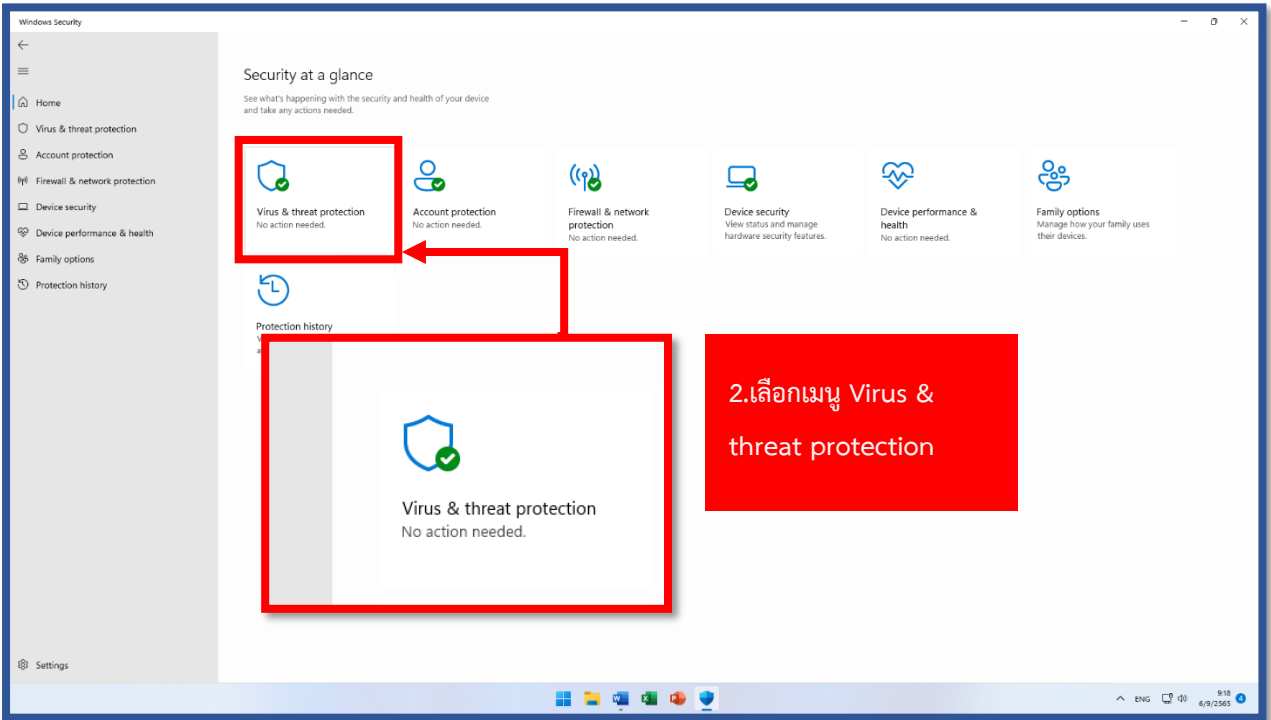 Windows Security
Security at a glance
See what's happening with the security and health of your device
and take any actions needed.
Home
Virus & threat protection
Account protection
Firewall & network protection
Device security
Device performance & health
Family options
Protection history
Settings
Virus & threat protection
No action needed.
Account protection
No action needed.
Firewall & network
protection
No action needed.
Device security
View status and manage
hardware security features.
Device performance &
health
No action needed.
Family options
Manage how your family uses
their devices.
Protection history
Virus & threat protection
No action needed.
2.เลือกเมนู Virus &
threat protection
ENG
9:18
6/9/2565
4